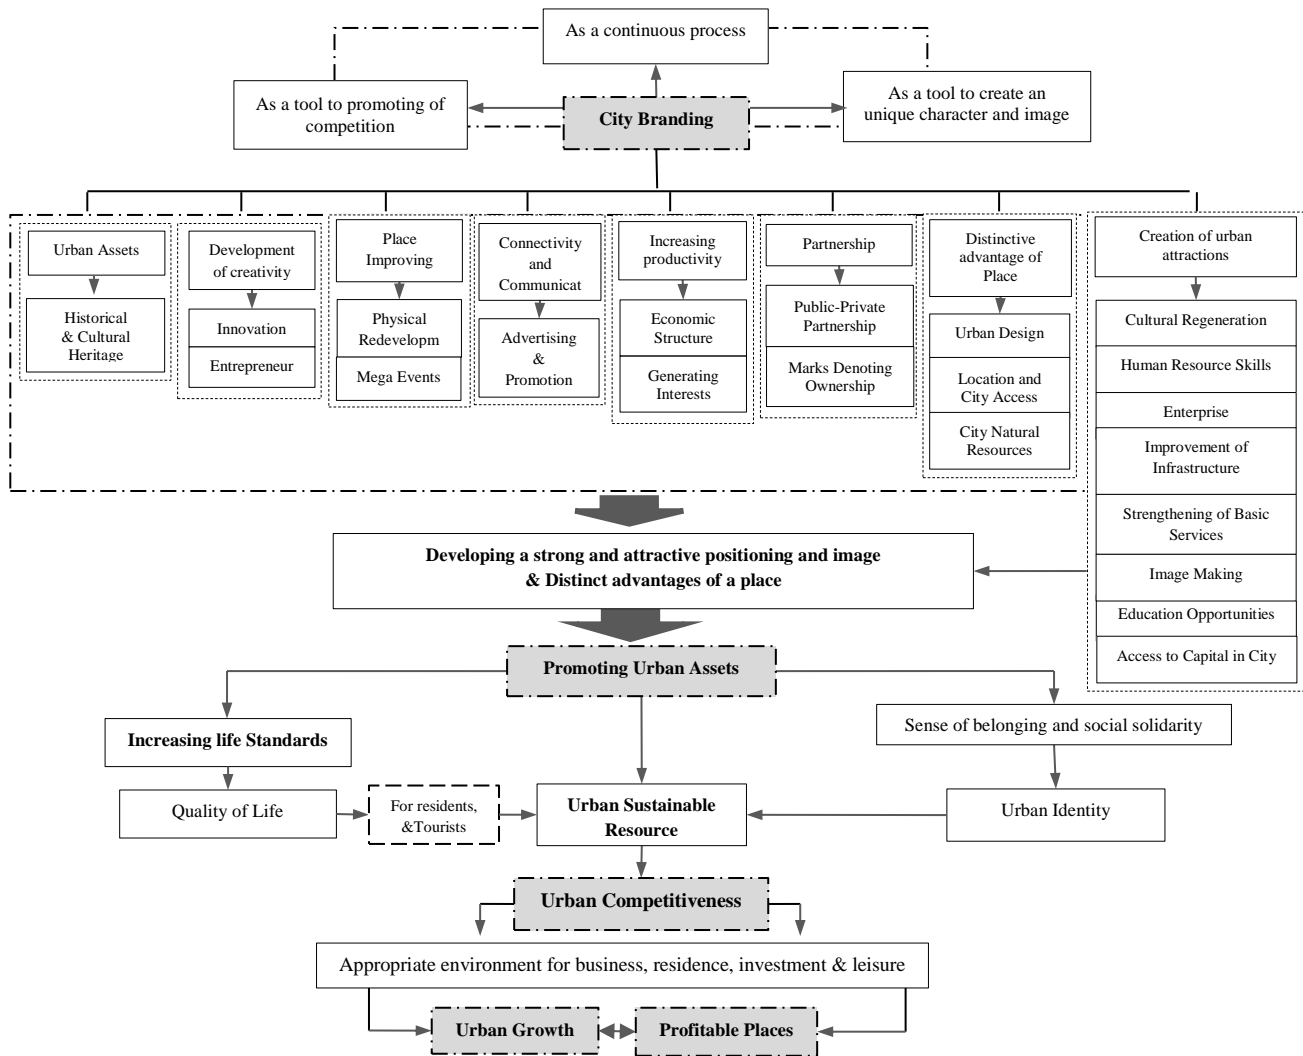 As a continuous process
As a tool to promoting of
competition
City Branding
As a tool to create an
unique character and image
Urban Assets
Historical
& Cultural
Heritage
Development
of creativity
Innovation
Entrepreneur
Place
Improving
Physical
Redevelopm
Mega Events
Connectivity
and
Communicat
Advertising
&
Promotion
Increasing
productivity
Economic
Structure
Generating
Interests
Partnership
Public-Private
Partnership
Marks Denoting
Ownership
Distinctive
advantage of
Place
Urban Design
Location and
City Access
City Natural
Resources
Creation of urban
attractions
Cultural Regeneration
Human Resource Skills
Enterprise
Improvement of
Infrastructure
Strengthening of Basic
Services
Image Making
Education Opportunities
Access to Capital in City
Developing a strong and attractive positioning and image
& Distinct advantages of a place
Promoting Urban Assets
Increasing life Standards
Sense of belonging and social solidarity
Quality of Life
For residents,
&Tourists
Urban Sustainable
Resource
Urban Identity
Urban Competitiveness
Appropriate environment for business, residence, investment & leisure
Urban Growth
Profitable Places